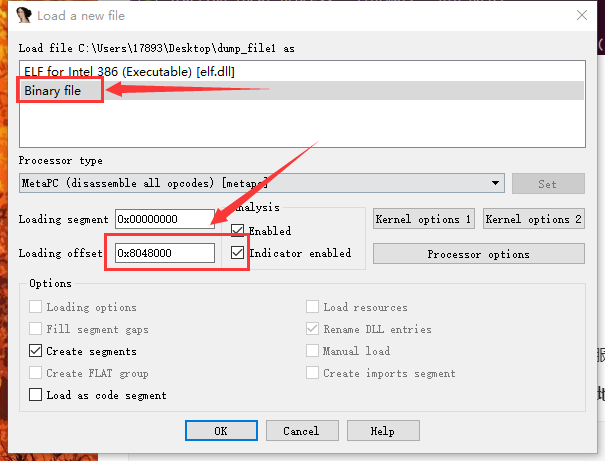 Load a new file
Load file C:\Users\17893\Desktop\dump_file1 as
ELF for Intel 386 (Executable) [elf.dll]
Binary file
Processor type
MetaPC (disassemble all opcodes) [metapc]
Set
Loading segment 0x00000000
Loading offset 0x8048000
Analysis
Enabled
Indicator enabled
Kernel options 1
Kernel options 2
Processor options
Options
Loading options
Load resources
Fill segment gaps
Rename DLL entries
Create segments
Manual load
Create FLAT group
Create imports segment
Load as code segment
OK
Cancel
Help